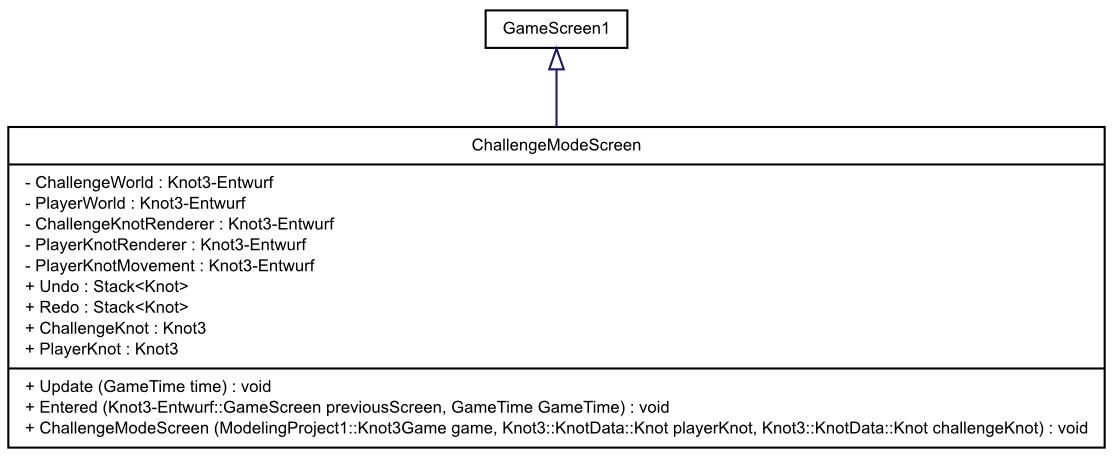 GameScreen1
ChallengeModeScreen
- ChallengeWorld : Knot3-Entwurf
- PlayerWorld : Knot3-Entwurf
- ChallengeKnotRenderer : Knot3-Entwurf
- PlayerKnotRenderer : Knot3-Entwurf
- PlayerKnotMovement : Knot3-Entwurf
+ Undo : Stack<Knot>
+ Redo : Stack<Knot>
+ ChallengeKnot : Knot3
+ PlayerKnot : Knot3
+ Update (GameTime time) : void
+ Entered (Knot3-Entwurf::GameScreen previousScreen, GameTime GameTime) : void
+ ChallengeModeScreen (ModelingProject1::Knot3Game game, Knot3::KnotData::Knot playerKnot, Knot3::KnotData::Knot challengeKnot) : void